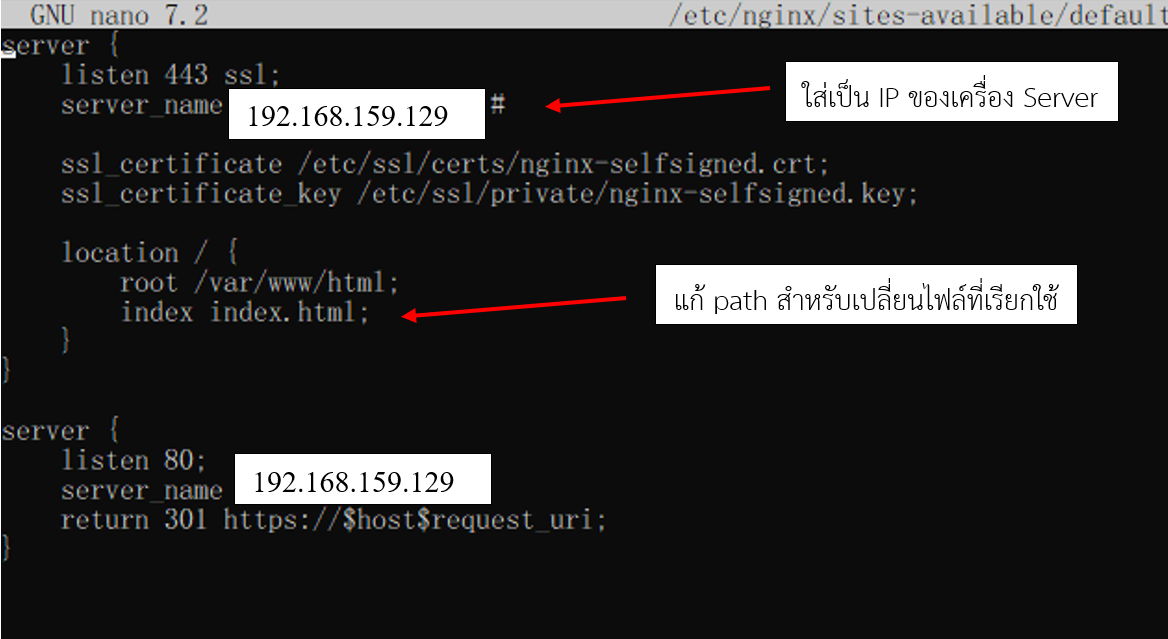 GNU nano 7.2 /etc/nginx/sites-available/default
server {
listen 443 ssl;
server_name 192.168.159.129 #
ใส่เป็น IP ของเครื่อง Server
ssl_certificate /etc/ssl/certs/nginx-selfsigned.crt;
ssl_certificate_key /etc/ssl/private/nginx-selfsigned.key;
location / {
root /var/www/html;
index index.html;
แก้ path สำหรับเปลี่ยนไฟล์ที่เรียกใช้
}
}
server {
listen 80;
server_name 192.168.159.129
return 301 https://$host$request_uri;
}